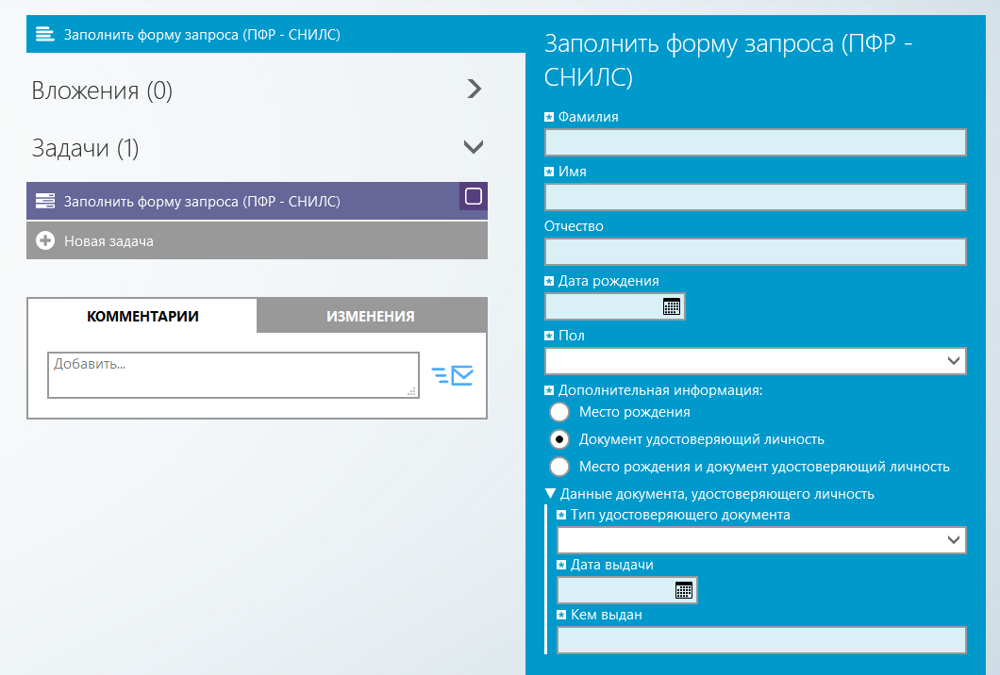 Заполнить форму запроса (ПФР - СНИЛС)
Вложения (0)
Задачи (1)
Заполнить форму запроса (ПФР - СНИЛС)
Новая задача
КОММЕНТАРИИ
ИЗМЕНЕНИЯ
Добавить...
Заполнить форму запроса (ПФР -
СНИЛС)
Фамилия
Имя
Отчество
Дата рождения
Пол
Дополнительная информация:
Место рождения
Документ удостоверяющий личность
Место рождения и документ удостоверяющий личность
Данные документа, удостоверяющего личность
Тип удостоверяющего документа
Дата выдачи
Кем выдан